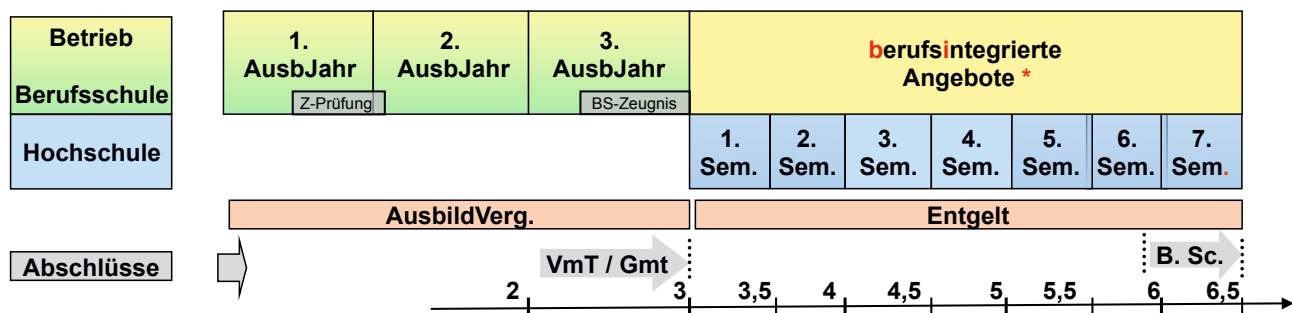 Betrieb
Berufsschule
Hochschule
1.
AusbJahr
2.
AusbJahr
3.
AusbJahr
Z-Prüfung
BS-Zeugnis
berufsintegrierte
Angebote *
1.
Sem.
2.
Sem.
3.
Sem.
4.
Sem.
5.
Sem.
6.
Sem.
7.
Sem.
AusbildVerg.
Entgelt
Abschlüsse
VmT / Gmt
B. Sc.
2 3 3,5 4 4,5 5 5,5 6 6,5